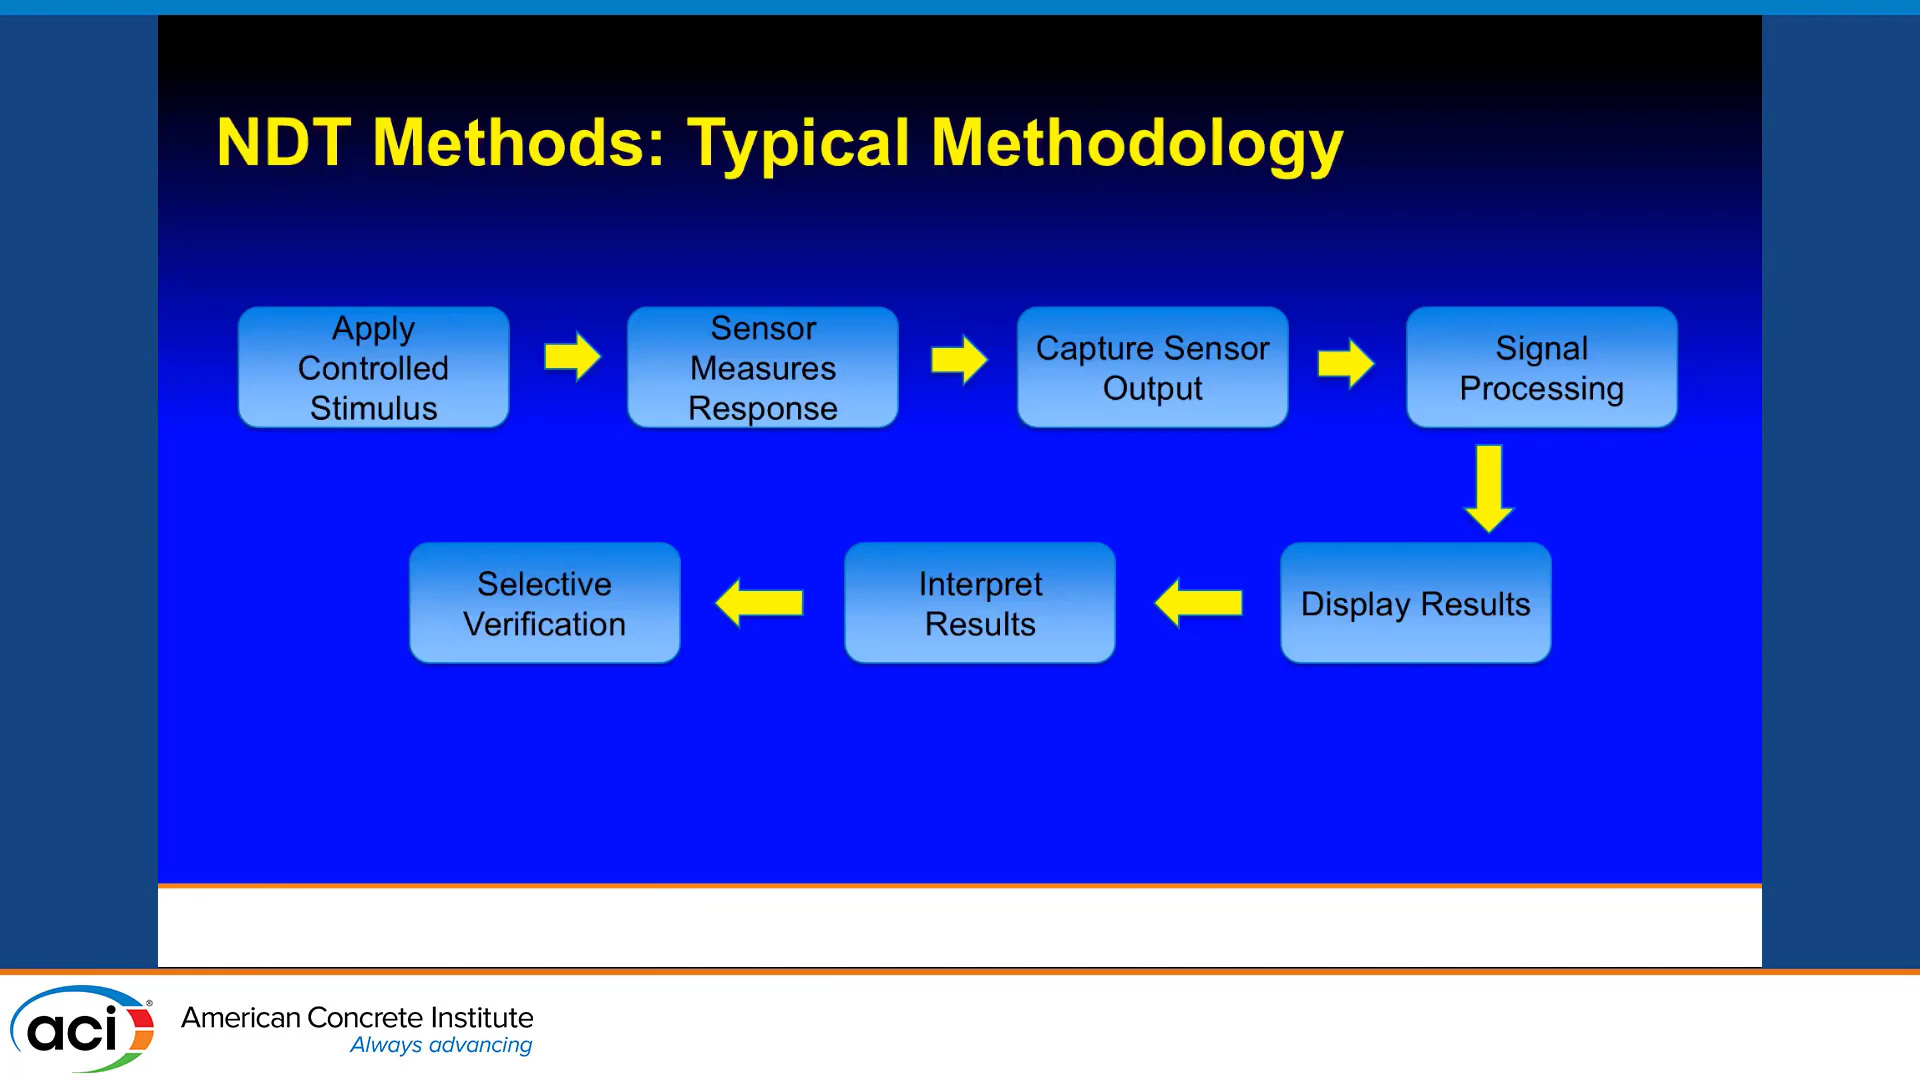 NDT Methods: Typical Methodology
Apply
Controlled
Stimulus
Sensor
Measures
Response
Capture Sensor
Output
Signal
Processing
Display Results
Interpret
Results
Selective
Verification
aci®
American Concrete Institute
Always advancing